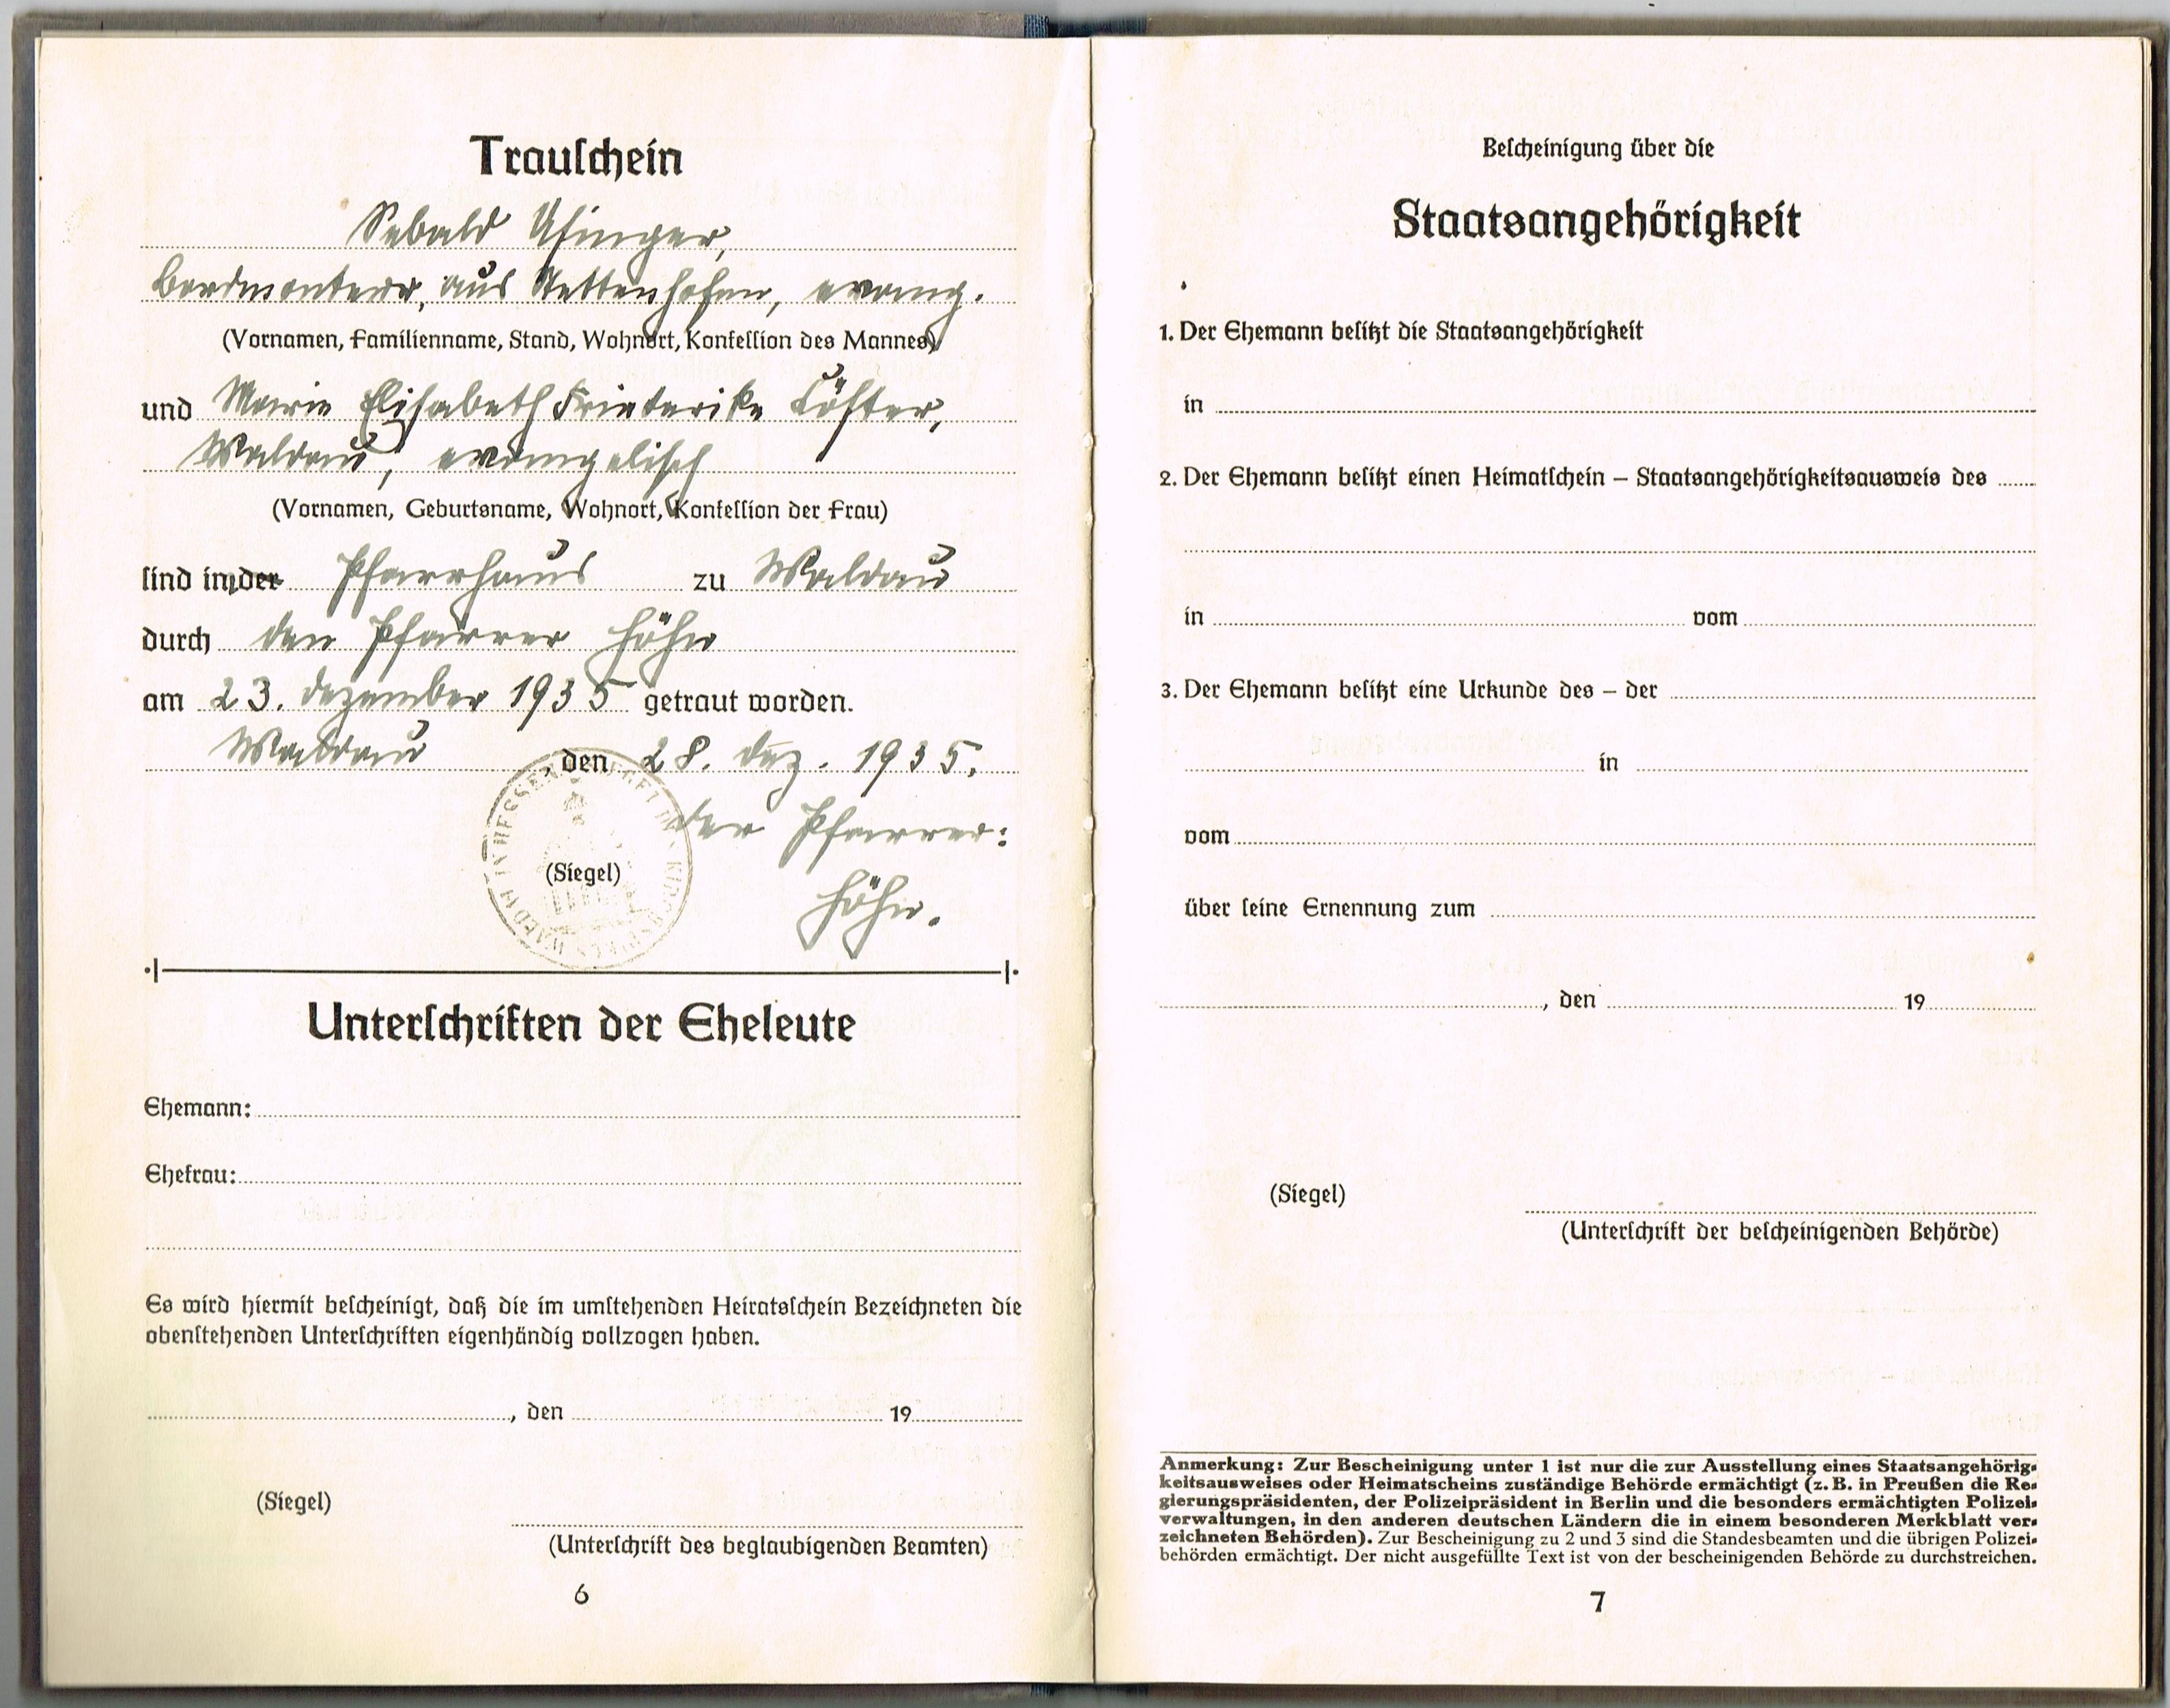 Trauschein
Sebald Usinger,
Bordmonteur, aus Stettenhofen, evang.
(Vornamen, Familienname, Stand, Wohnort, Konfession des Mannes)
und Marie Elisabeth Friederike Löster,
Waldau, evangelisch
(Vornamen, Geburtsname, Wohnort, Konfession der Frau)
sind in der Pfarrhaus zu Waldau
durch den Pfarrer Höhn
am 23. Dezember 1935 getraut worden.
Waldau, den 28. Dez. 1935.
Der Pfarrer:
(Siegel)
Höhn.
Unterschriften der Eheleute
Ehemann:
Ehefrau:
Es wird hiermit bescheinigt, daß die im umstehenden Heiratsschein Bezeichneten die
obenstehenden Unterschriften eigenhändig vollzogen haben.
, den 19
(Siegel)
(Unterschrift des beglaubigenden Beamten)
6
Bescheinigung über die
Staatsangehörigkeit
1. Der Ehemann besitzt die Staatsangehörigkeit
in
2. Der Ehemann besitzt einen Heimatschein – Staatsangehörigkeitsausweis des
in vom
3. Der Ehemann besitzt eine Urkunde des – der
in
vom
über seine Ernennung zum
, den 19
(Siegel)
(Unterschrift der bescheinigenden Behörde)
Anmerkung: Zur Bescheinigung unter 1 ist nur die zur Ausstellung eines Staatsangehörig-
keitsausweises oder Heimatscheins zuständige Behörde ermächtigt (z. B. in Preußen die Re-
gierungspräsidenten, der Polizeipräsident in Berlin und die besonders ermächtigten Polizei-
verwaltungen, in den anderen deutschen Ländern die in einem besonderen Merkblatt ver-
zeichneten Behörden). Zur Bescheinigung zu 2 und 3 sind die Standesbeamten und die übrigen Polizei-
behörden ermächtigt. Der nicht ausgefüllte Text ist von der bescheinigenden Behörde zu durchstreichen.
7